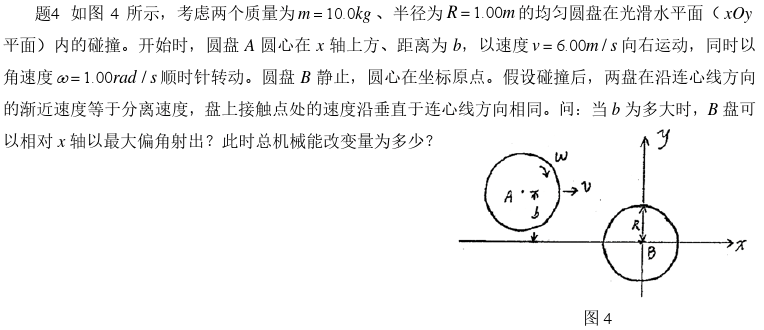 题4 如图 4 所示，考虑两个质量为 m = 10.0kg 、半径为 R = 1.00m 的均匀圆盘在光滑水平面（ xOy
平面）内的碰撞。开始时，圆盘 A 圆心在 x 轴上方、距离为 b，以速度 v = 6.00m / s 向右运动，同时以
角速度 ω = 1.00rad / s 顺时针转动。圆盘 B 静止，圆心在坐标原点。假设碰撞后，两盘在沿连心线方向
的渐近速度等于分离速度，盘上接触点处的速度沿垂直于连心线方向相同。问：当 b 为多大时，B 盘可
以相对 x 轴以最大偏角射出？此时总机械能改变量为多少？
y
w
A
v
b
R
B
x
图 4